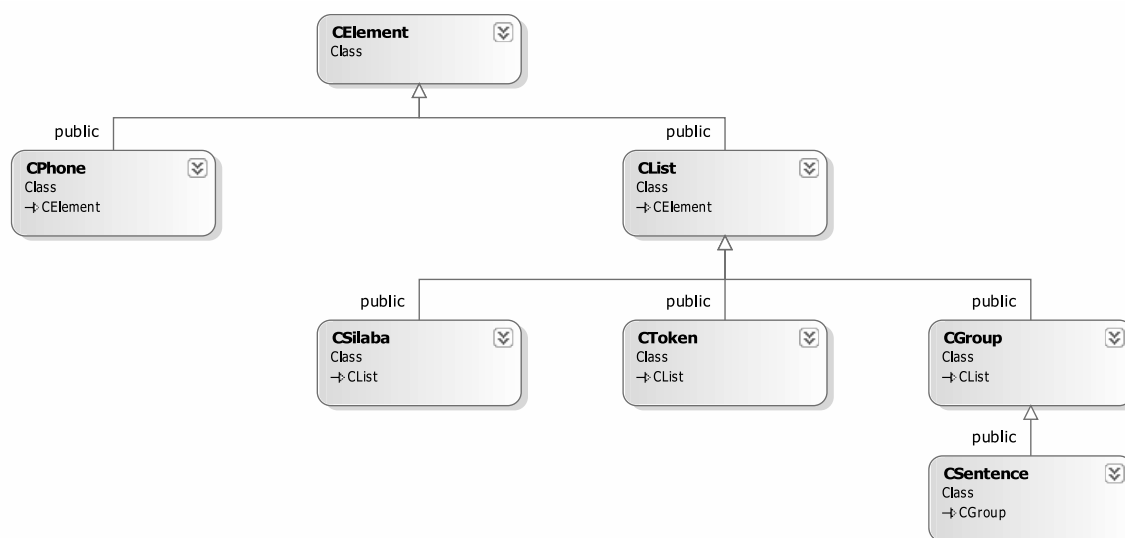 CElement
Class
public
public
CPhone
Class
CElement
CList
Class
CElement
public
public
public
CSilaba
Class
CList
CToken
Class
CList
CGroup
Class
CList
public
CSentence
Class
CGroup